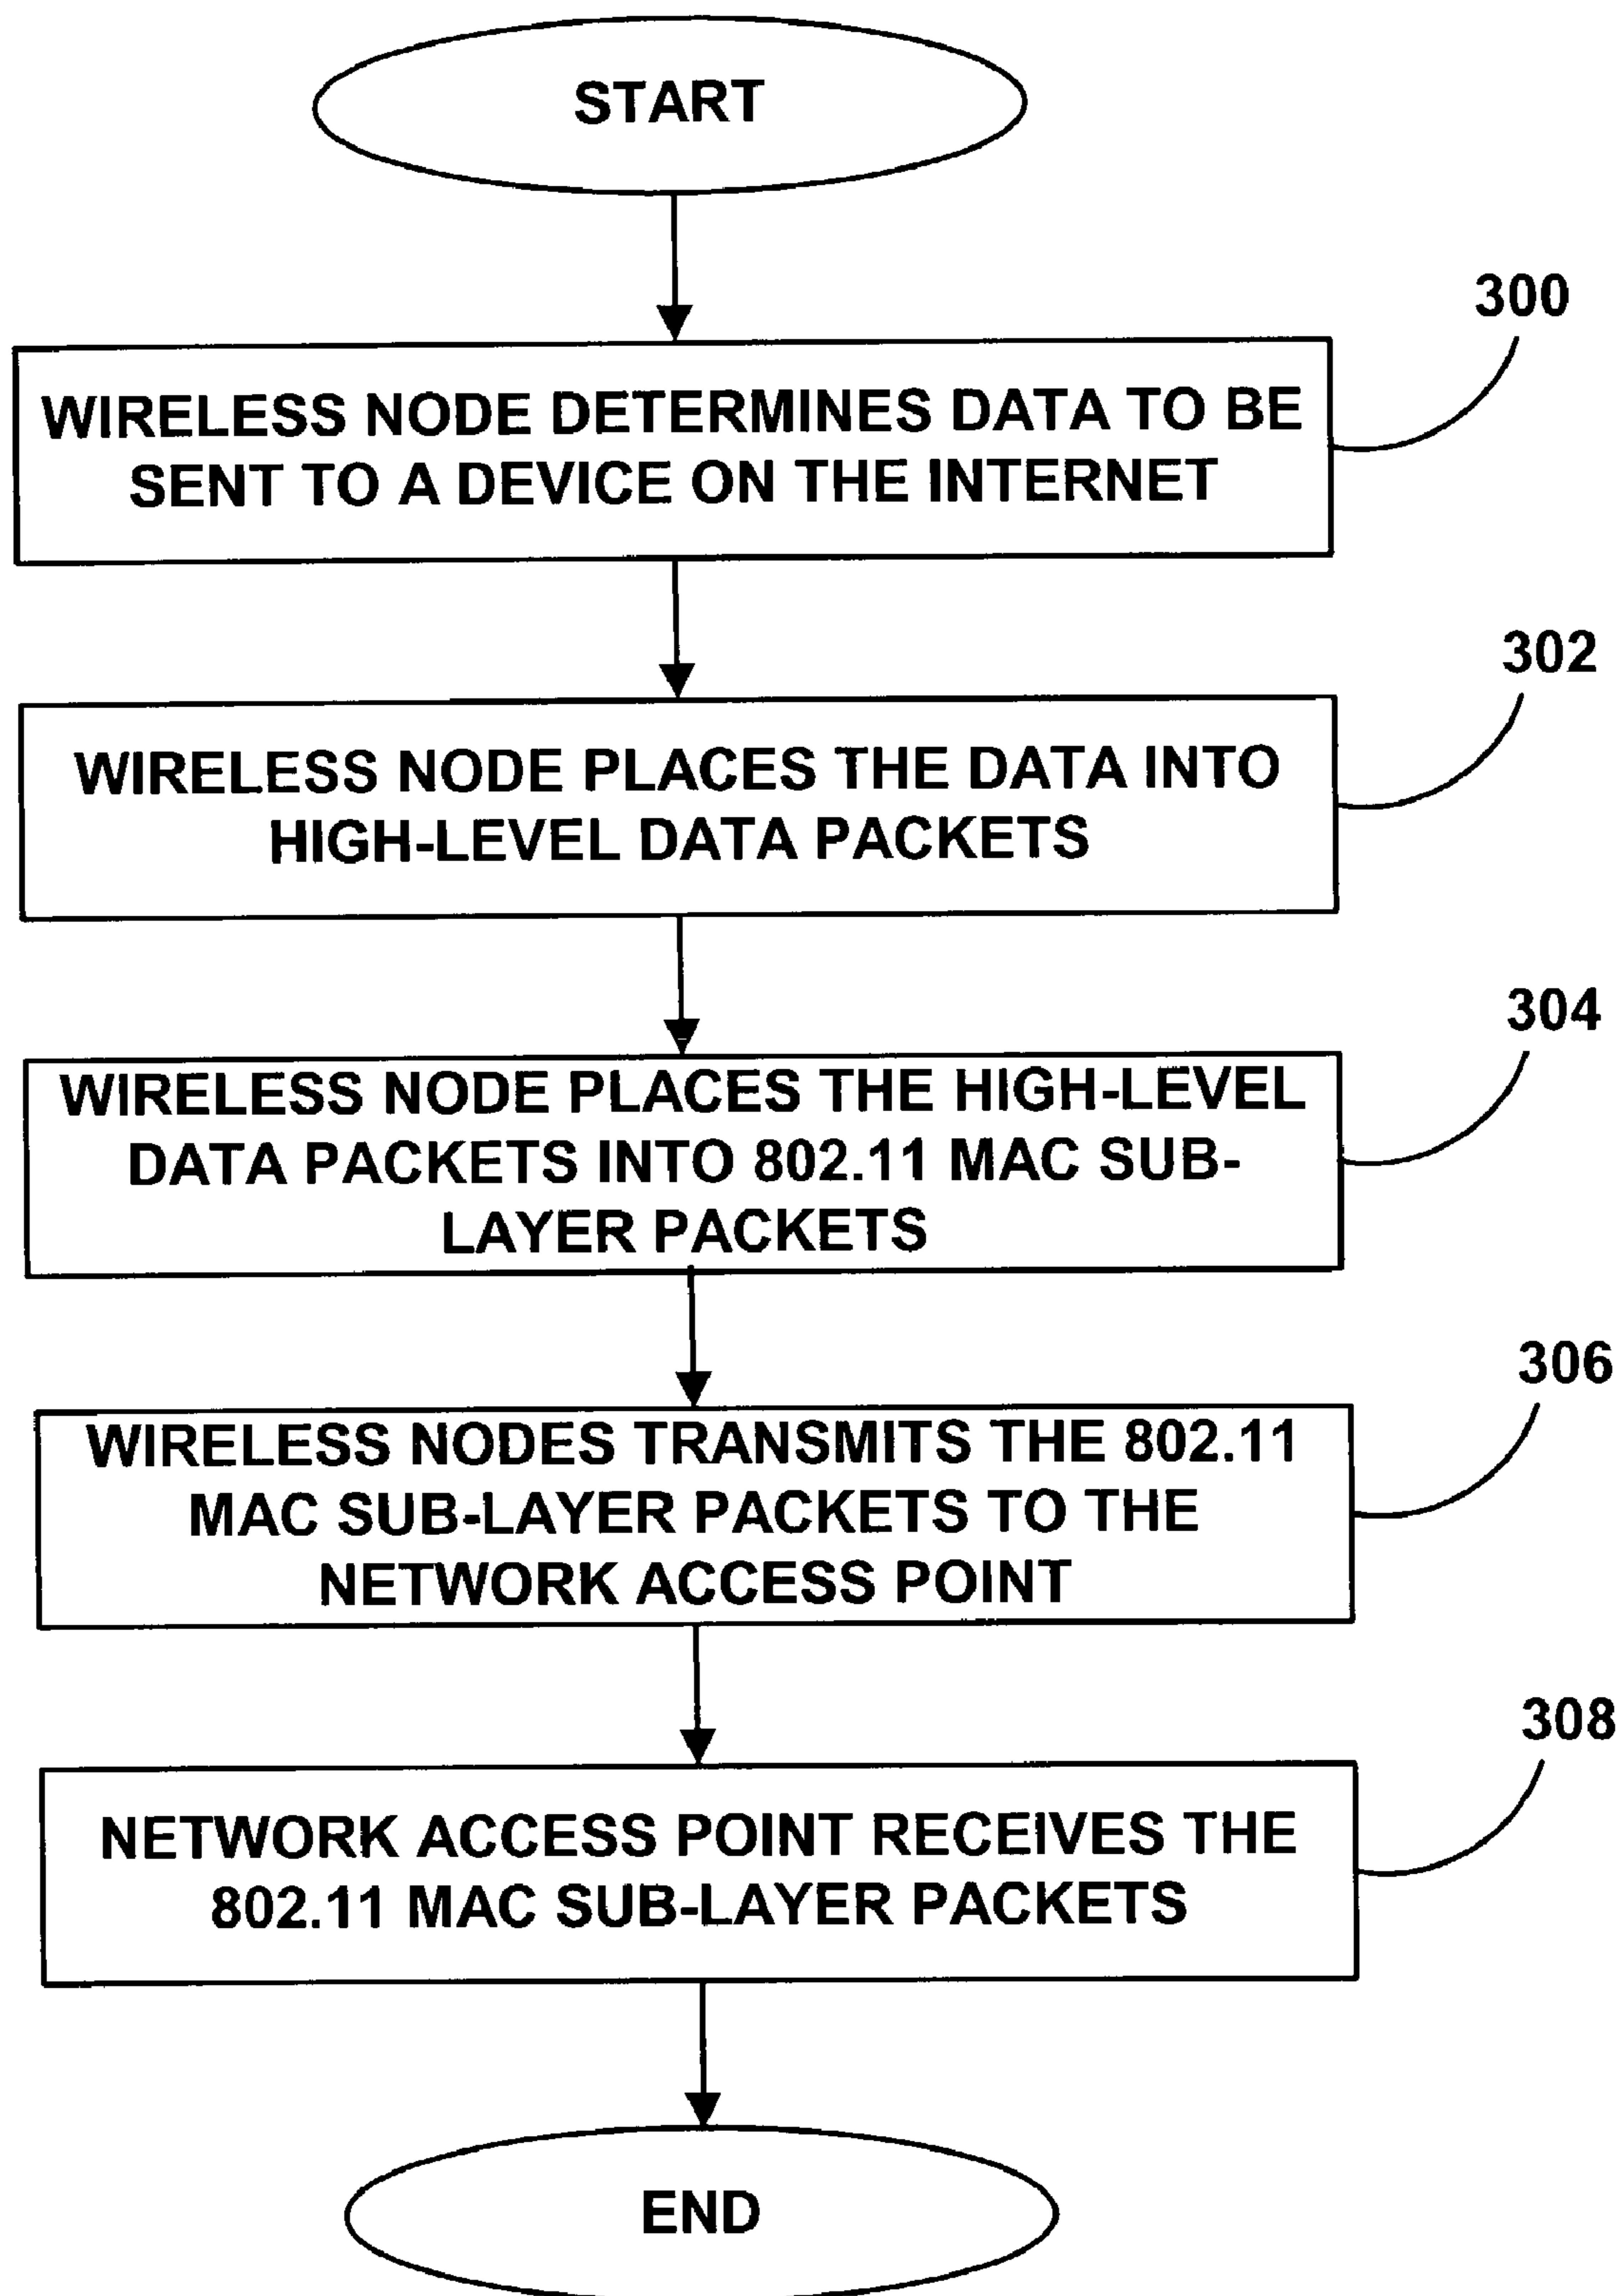 START
300
WIRELESS NODE DETERMINES DATA TO BE
SENT TO A DEVICE ON THE INTERNET
302
WIRELESS NODE PLACES THE DATA INTO
HIGH-LEVEL DATA PACKETS
304
WIRELESS NODE PLACES THE HIGH-LEVEL
DATA PACKETS INTO 802.11 MAC SUB-
LAYER PACKETS
306
WIRELESS NODES TRANSMITS THE 802.11
MAC SUB-LAYER PACKETS TO THE
NETWORK ACCESS POINT
308
NETWORK ACCESS POINT RECEIVES THE
802.11 MAC SUB-LAYER PACKETS
END